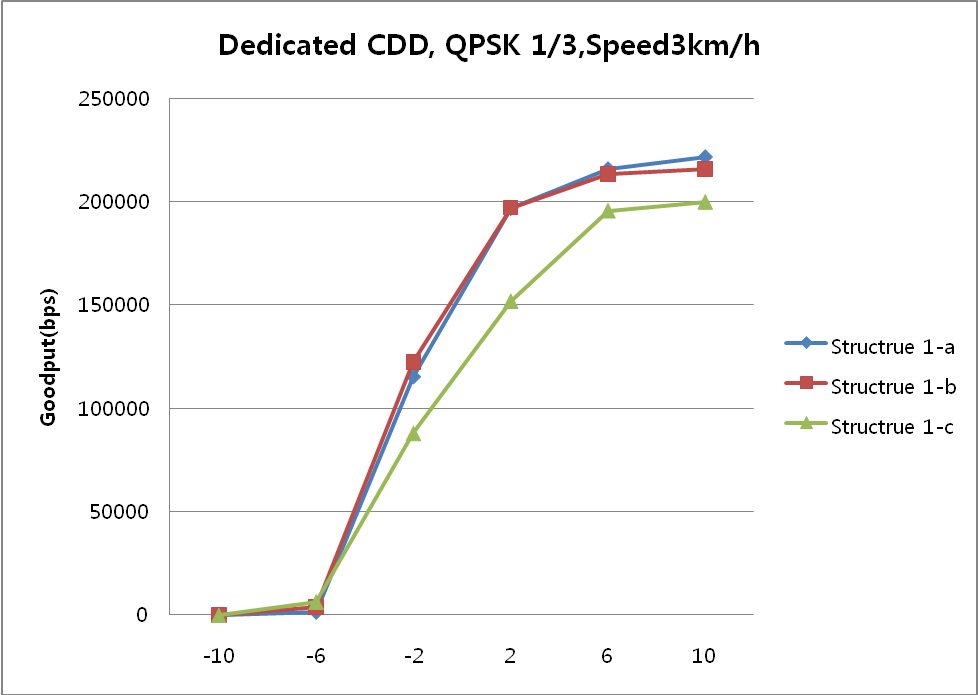 Dedicated CDD, QPSK 1/3,Speed3km/h
250000
200000
150000
100000
50000
0
Goodput(bps)
-10
-6
-2
2
6
10
Structrue 1-a
Structrue 1-b
Structrue 1-c